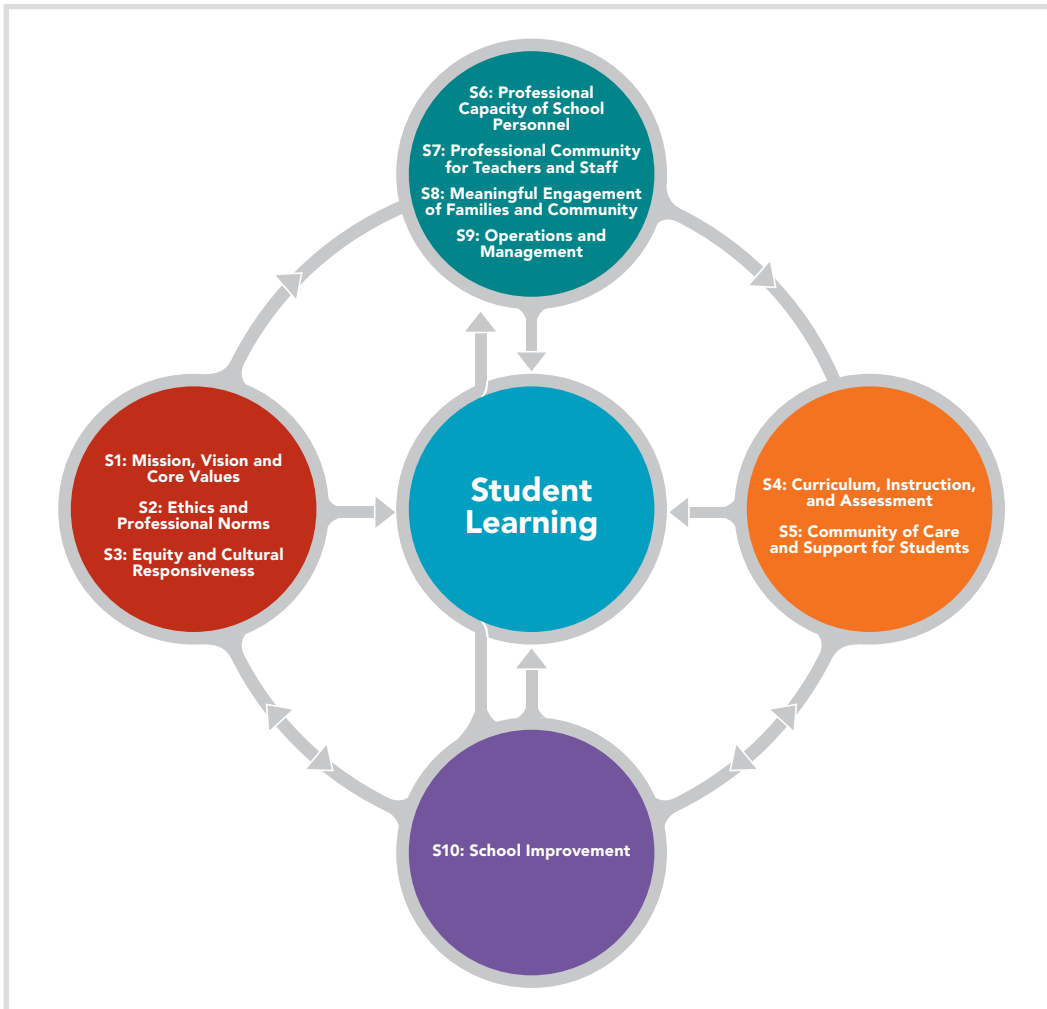 S6: Professional
Capacity of School
Personnel
S7: Professional Community
for Teachers and Staff
S8: Meaningful Engagement
of Families and Community
S9: Operations and
Management
S1: Mission, Vision and
Core Values
S2: Ethics and
Professional Norms
S3: Equity and Cultural
Responsiveness
Student
Learning
S4: Curriculum, Instruction,
and Assessment
S5: Community of Care
and Support for Students
S10: School Improvement